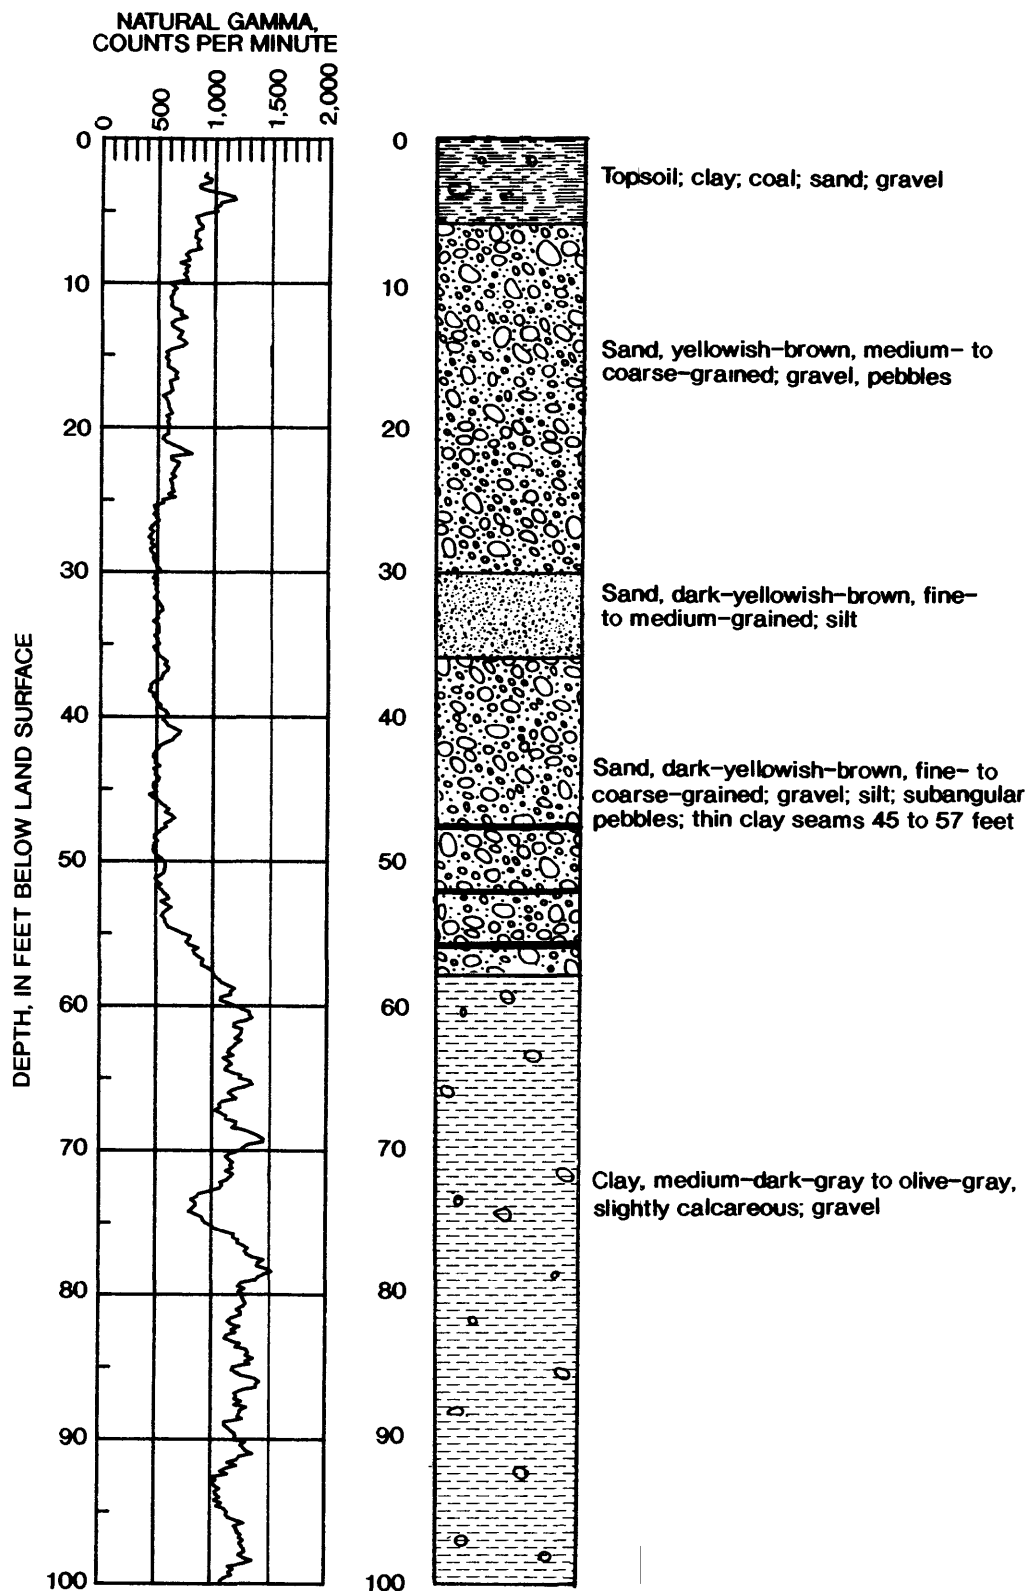 NATURAL GAMMA,
COUNTS PER MINUTE
0
500
1,000
1,500
2,000
0
10
20
30
40
50
60
70
80
90
100
DEPTH, IN FEET BELOW LAND SURFACE
0
10
20
30
40
50
60
70
80
90
100
Topsoil; clay; coal; sand; gravel
Sand, yellowish-brown, medium- to
coarse-grained; gravel, pebbles
Sand, dark-yellowish-brown, fine-
to medium-grained; silt
Sand, dark-yellowish-brown, fine- to
coarse-grained; gravel; silt; subangular
pebbles; thin clay seams 45 to 57 feet
Clay, medium-dark-gray to olive-gray,
slightly calcareous; gravel